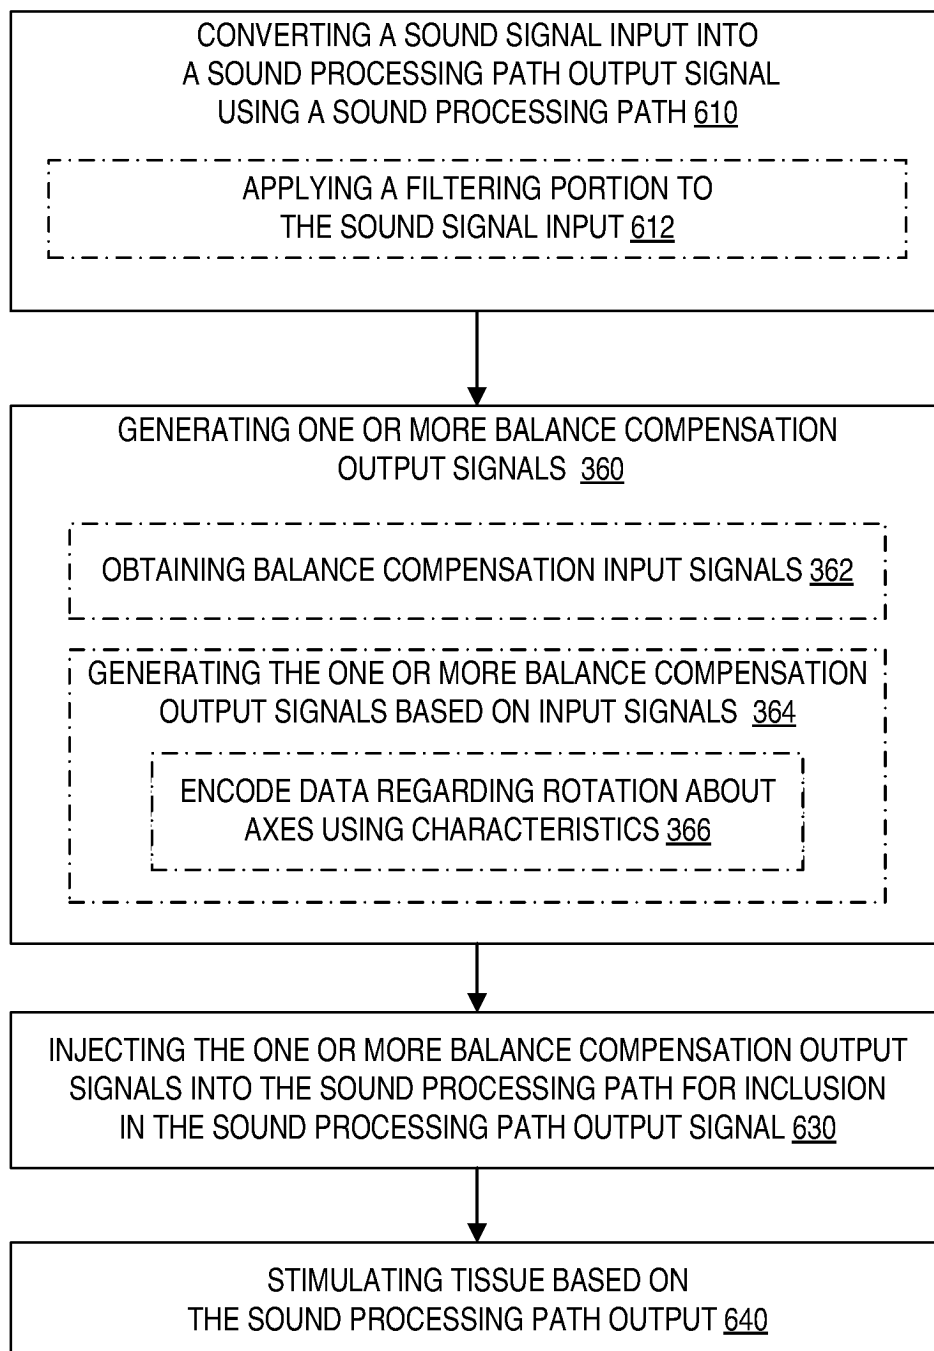 CONVERTING A SOUND SIGNAL INPUT INTO
A SOUND PROCESSING PATH OUTPUT SIGNAL
USING A SOUND PROCESSING PATH 610
APPLYING A FILTERING PORTION TO
THE SOUND SIGNAL INPUT 612
GENERATING ONE OR MORE BALANCE COMPENSATION
OUTPUT SIGNALS 360
OBTAINING BALANCE COMPENSATION INPUT SIGNALS 362
GENERATING THE ONE OR MORE BALANCE COMPENSATION
OUTPUT SIGNALS BASED ON INPUT SIGNALS 364
ENCODE DATA REGARDING ROTATION ABOUT
AXES USING CHARACTERISTICS 366
INJECTING THE ONE OR MORE BALANCE COMPENSATION OUTPUT
SIGNALS INTO THE SOUND PROCESSING PATH FOR INCLUSION
IN THE SOUND PROCESSING PATH OUTPUT SIGNAL 630
STIMULATING TISSUE BASED ON
THE SOUND PROCESSING PATH OUTPUT 640